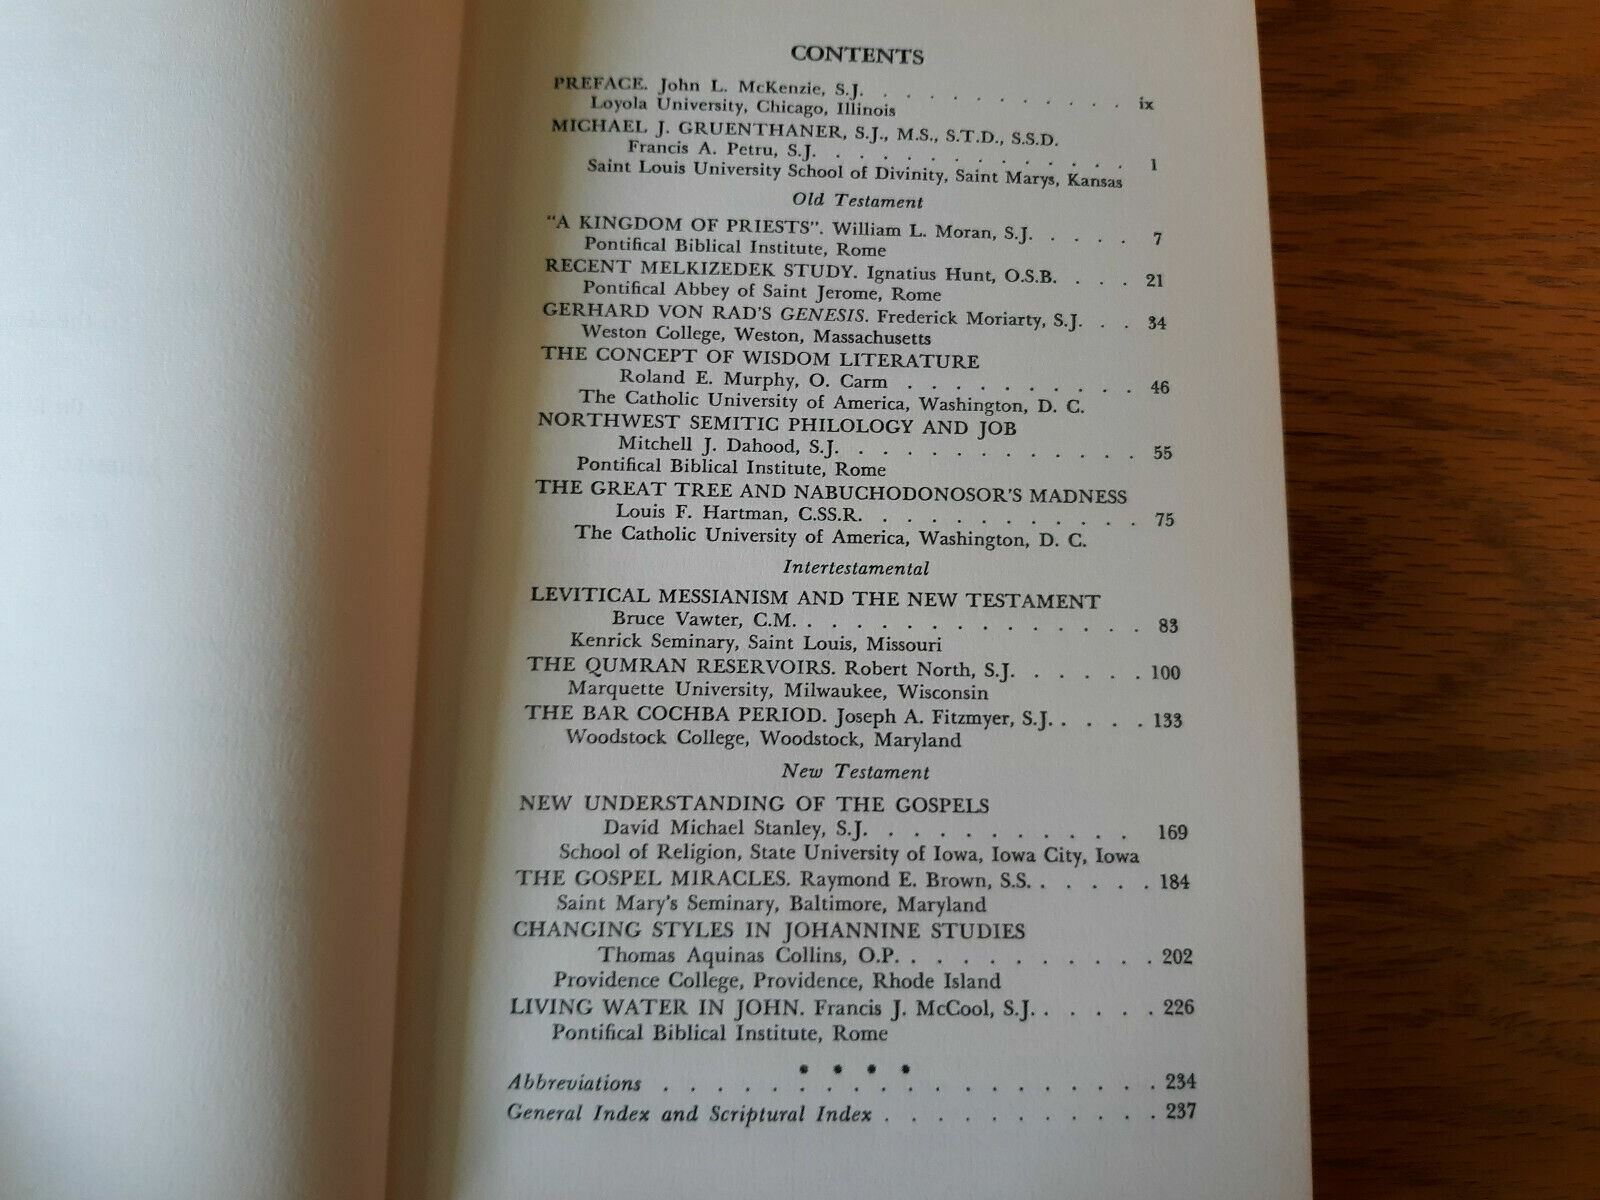 CONTENTS
PREFACE. John L. McKenzie, S.J. . . . . . . . . . . . ix
Loyola University, Chicago, Illinois
MICHAEL J. GRUENTHANER, S.J., M.S., S.T.D., S.S.D.
Francis A. Petru, S.J. . . . . . . . . . . . . . . 1
Saint Louis University School of Divinity, Saint Marys, Kansas
Old Testament
"A KINGDOM OF PRIESTS". William L. Moran, S.J. . . . . 7
Pontifical Biblical Institute, Rome
RECENT MELKIZEDEK STUDY. Ignatius Hunt, O.S.B. . . . 21
Pontifical Abbey of Saint Jerome, Rome
GERHARD VON RAD'S GENESIS. Frederick Moriarty, S.J. . . 34
Weston College, Weston, Massachusetts
THE CONCEPT OF WISDOM LITERATURE
Roland E. Murphy, O. Carm . . . . . . . . . . 46
The Catholic University of America, Washington, D. C.
NORTHWEST SEMITIC PHILOLOGY AND JOB
Mitchell J. Dahood, S.J. . . . . . . . . . . . . 55
Pontifical Biblical Institute, Rome
THE GREAT TREE AND NABUCHODONOSOR'S MADNESS
Louis F. Hartman, C.SS.R. . . . . . . . . . . . 75
The Catholic University of America, Washington, D. C.
Intertestamental
LEVITICAL MESSIANISM AND THE NEW TESTAMENT
Bruce Vawter, C.M. . . . . . . . . . . . . . . 83
Kenrick Seminary, Saint Louis, Missouri
THE QUMRAN RESERVOIRS. Robert North, S.J. . . . . . . 100
Marquette University, Milwaukee, Wisconsin
THE BAR COCHBA PERIOD. Joseph A. Fitzmyer, S.J. . . . . 133
Woodstock College, Woodstock, Maryland
New Testament
NEW UNDERSTANDING OF THE GOSPELS
David Michael Stanley, S.J. . . . . . . . . . . 169
School of Religion, State University of Iowa, Iowa City, Iowa
THE GOSPEL MIRACLES. Raymond E. Brown, S.S. . . . . . 184
Saint Mary's Seminary, Baltimore, Maryland
CHANGING STYLES IN JOHANNINE STUDIES
Thomas Aquinas Collins, O.P. . . . . . . . . . . 202
Providence College, Providence, Rhode Island
LIVING WATER IN JOHN. Francis J. McCool, S.J. . . . . . 226
Pontifical Biblical Institute, Rome
* * * *
Abbreviations . . . . . . . . . . . . . . . . . . 234
General Index and Scriptural Index . . . . . . . . . . 237